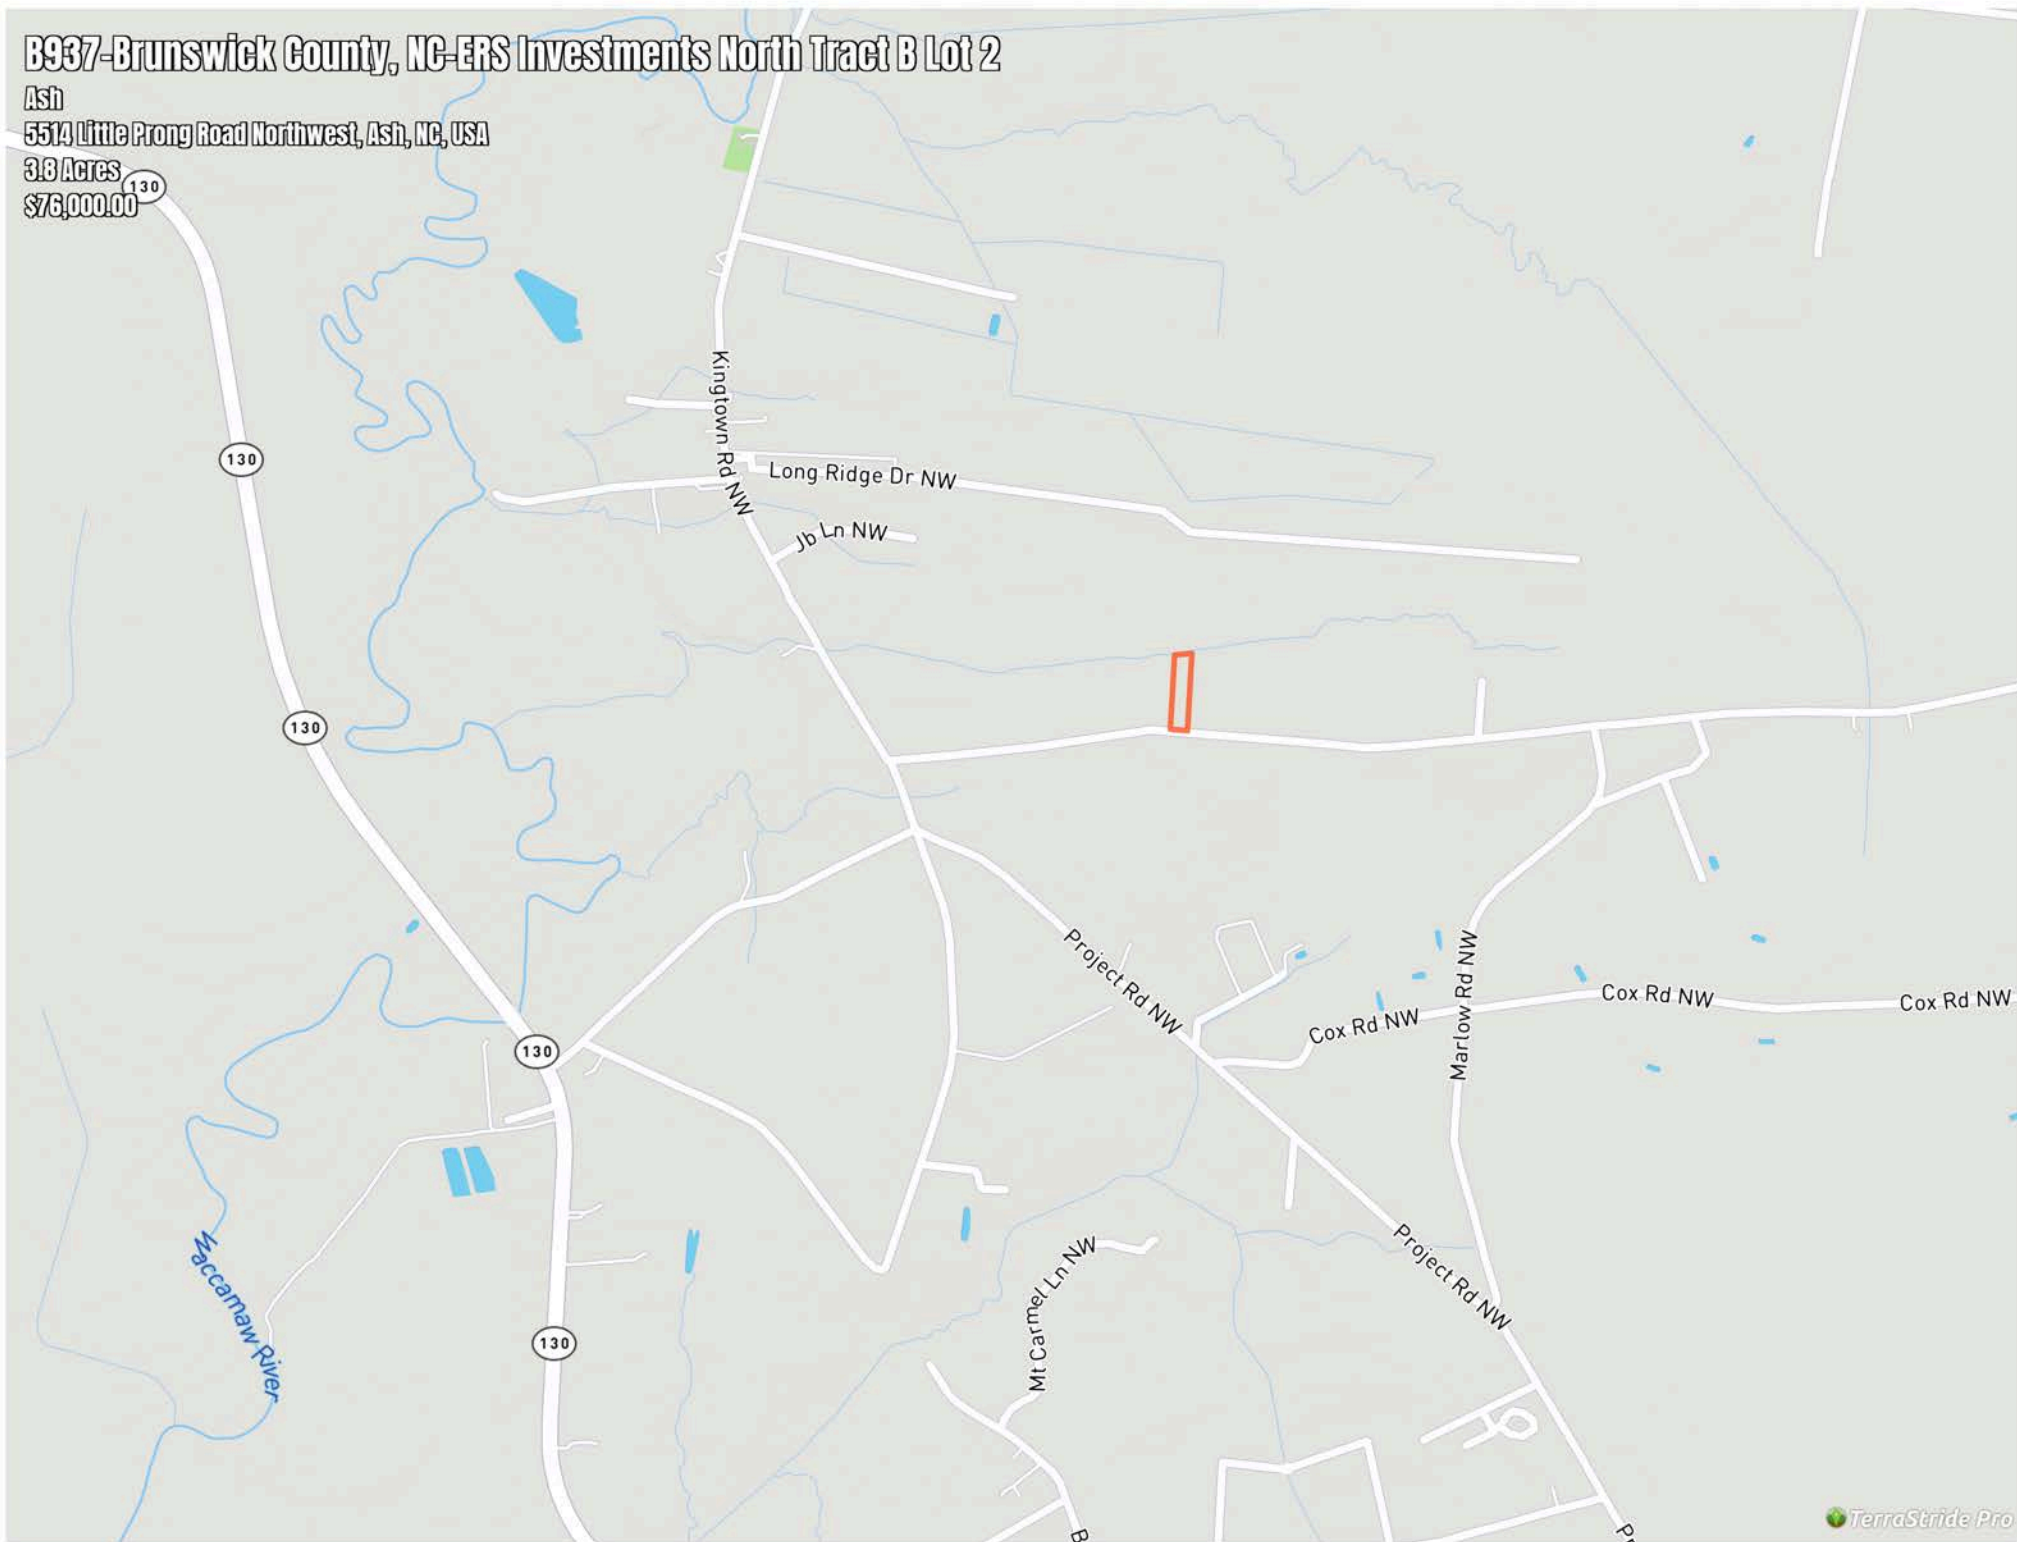 B937-Brunswick County, NC-ERS Investments North Tract B Lot 2
Ash
5514 Little Prong Road Northwest, Ash, NC, USA
3.8 Acres
$76,000.00
130
Kingtown Rd NW
130
Long Ridge Dr NW
Jb Ln NW
130
Project Rd NW
Marlow Rd NW
Cox Rd NW
Cox Rd NW
Cox Rd NW
130
Waccamaw River
Mt Carmel Ln NW
Project Rd NW
130
B
Pr
TerraStride Pro